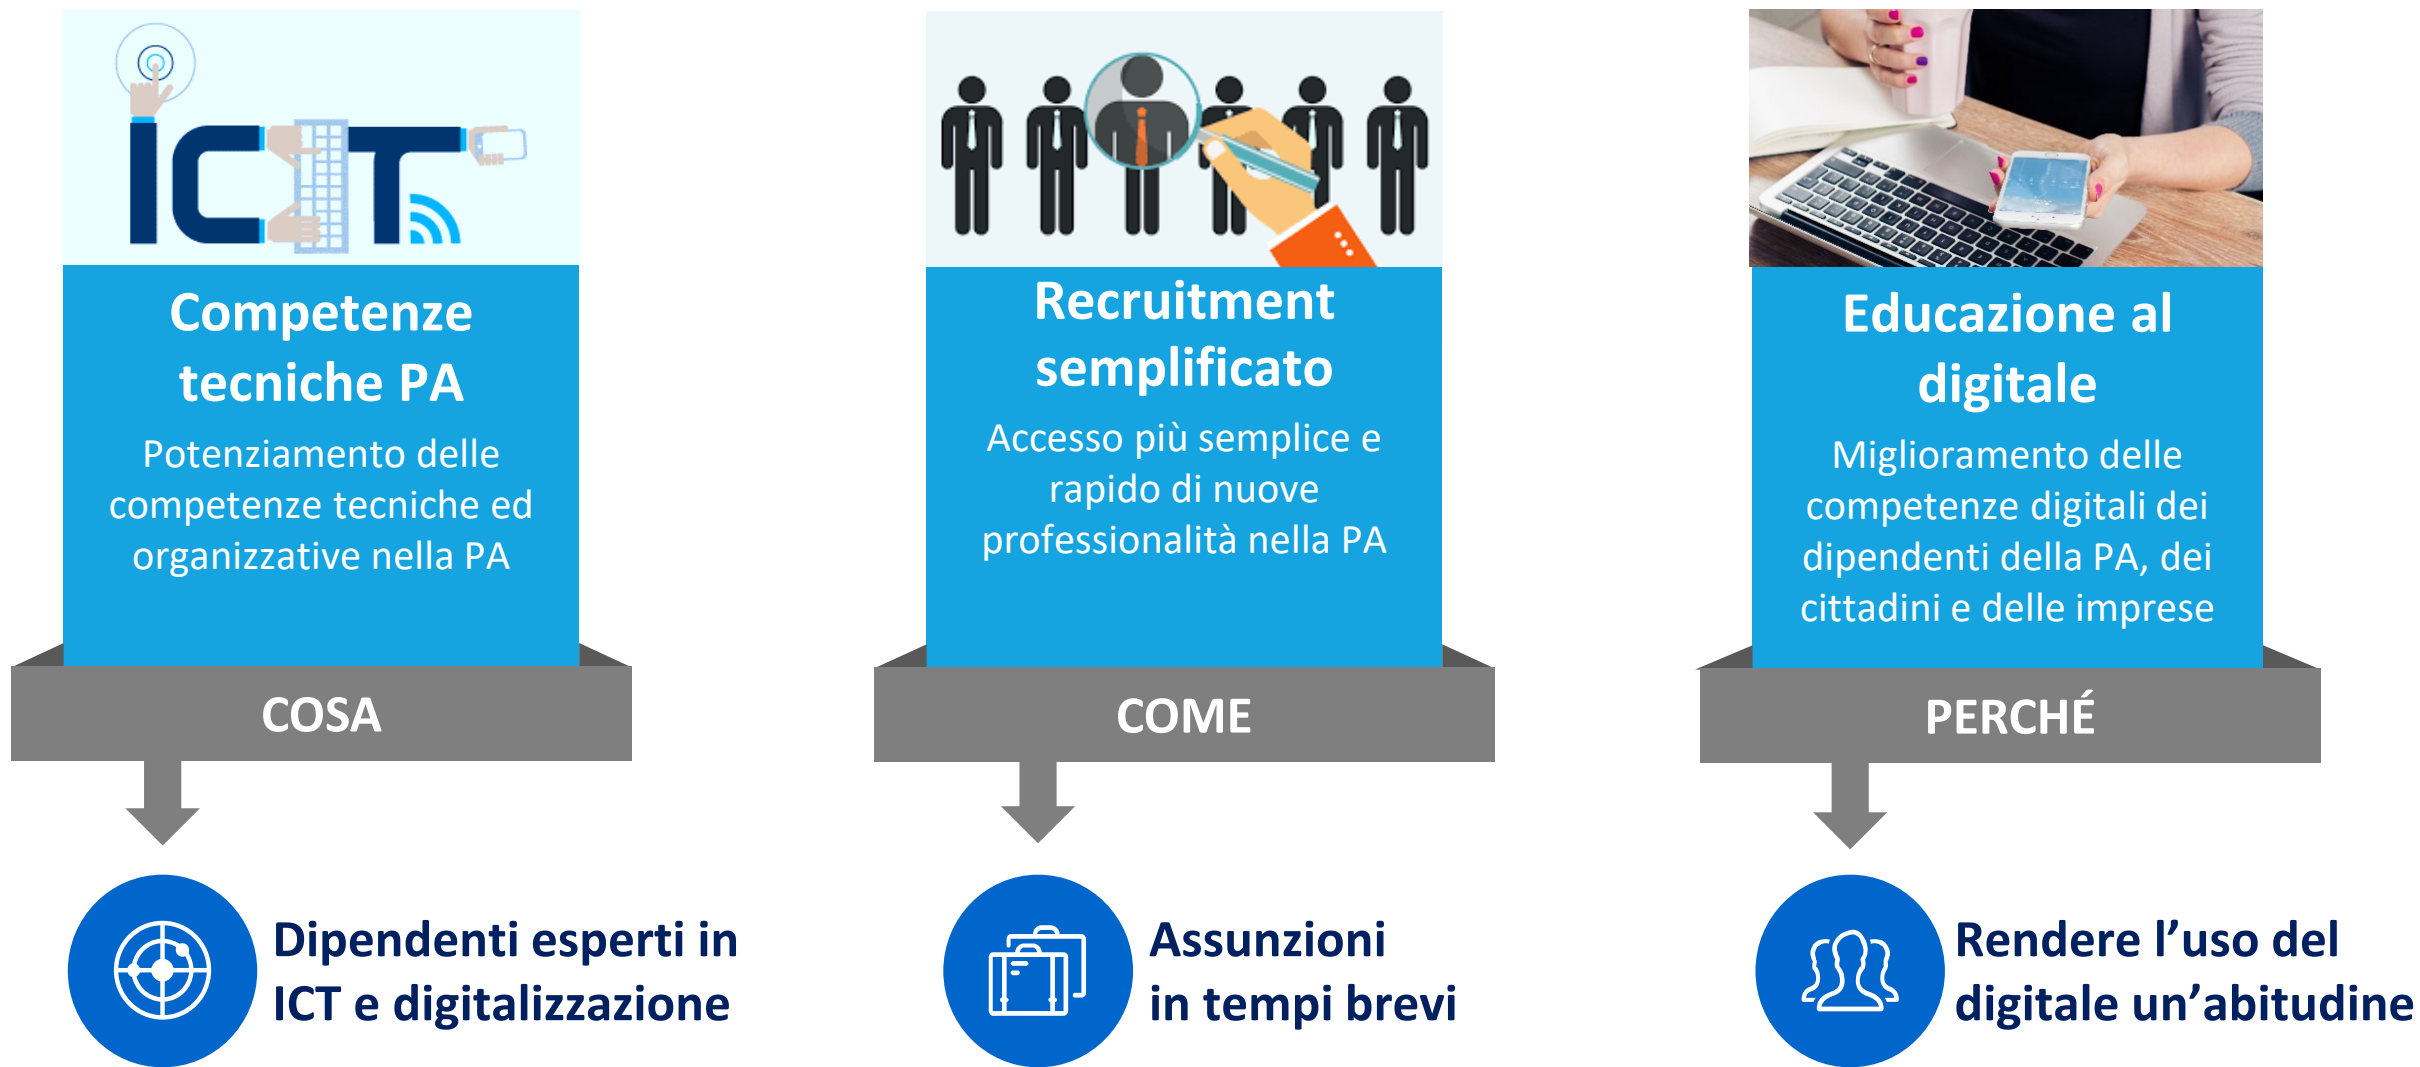 ICT
Competenze
tecniche PA
Potenziamento delle
competenze tecniche ed
organizzative nella PA
COSA
Dipendenti esperti in
ICT e digitalizzazione
Recruitment
semplificato
Accesso più semplice e
rapido di nuove
professionalità nella PA
COME
Assunzioni
in tempi brevi
Educazione al
digitale
Miglioramento delle
competenze digitali dei
dipendenti della PA, dei
cittadini e delle imprese
PERCHÉ
Rendere l’uso del
digitale un’abitudine